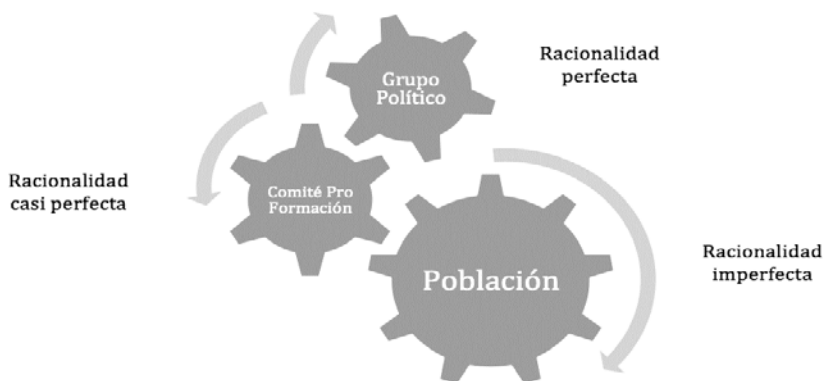 Grupo
Político
Racionalidad
perfecta
Racionalidad
casi perfecta
Comité Pro
Formación
Población
Racionalidad
imperfecta